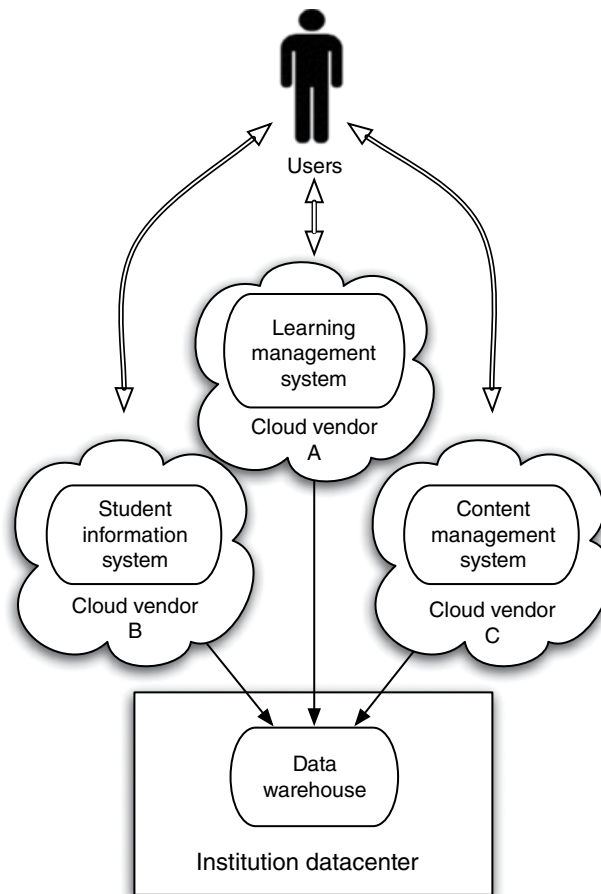 Users
Learning
management
system
Cloud vendor
A
Student
information
system
Cloud vendor
B
Content
management
system
Cloud vendor
C
Data
warehouse
Institution datacenter